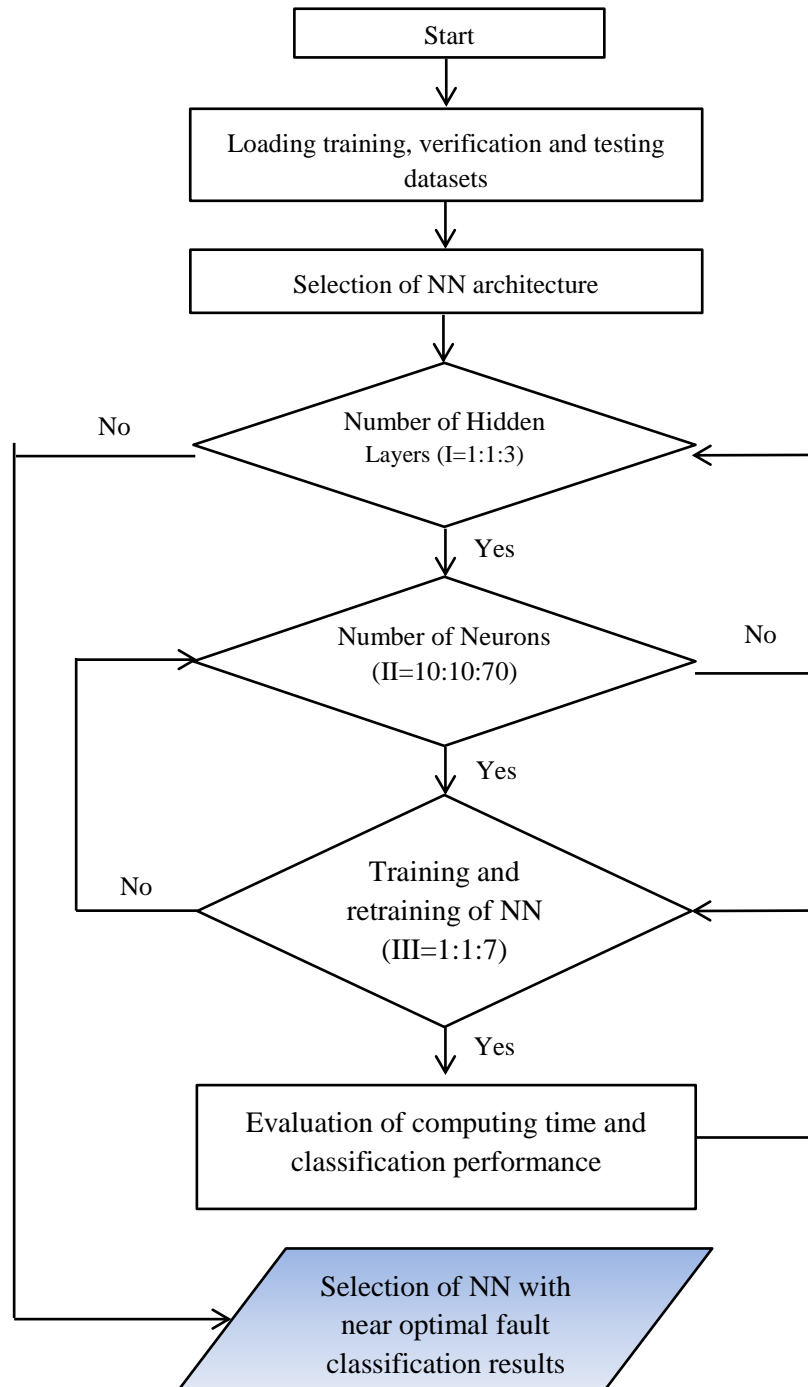 Start
Loading training, verification and testing
datasets
Selection of NN architecture
No
Number of Hidden
Layers (I=1:1:3)
Yes
Number of Neurons
(II=10:10:70)
No
Yes
No
Training and
retraining of NN
(III=1:1:7)
Yes
Evaluation of computing time and
classification performance
Selection of NN with
near optimal fault
classification results